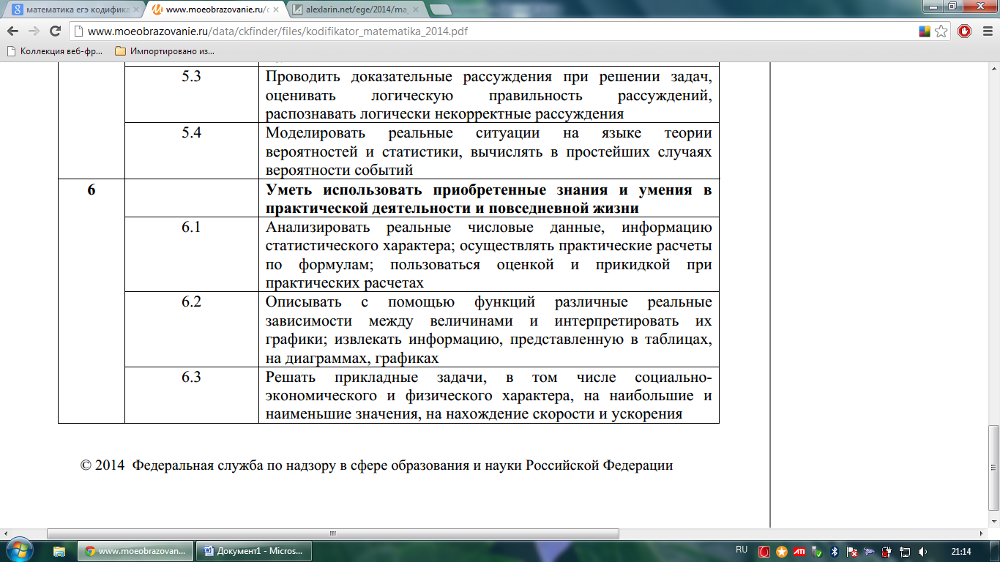 математика егэ кодифика
www.moeobrazovanie.ru/d
alexlarin.net/ege/2014/ma
www.moeobrazovanie.ru/data/ckfinder/files/kodifikator_matematika_2014.pdf
Коллекция веб-фр...
Импортировано из...
5.3
Проводить доказательные рассуждения при решении задач,
оценивать логическую правильность рассуждений,
распознавать логически некорректные рассуждения
5.4
Моделировать реальные ситуации на языке теории
вероятностей и статистики, вычислять в простейших случаях
вероятности событий
6
Уметь использовать приобретенные знания и умения в
практической деятельности и повседневной жизни
6.1
Анализировать реальные числовые данные, информацию
статистического характера; осуществлять практические расчеты
по формулам; пользоваться оценкой и прикидкой при
практических расчетах
6.2
Описывать с помощью функций различные реальные
зависимости между величинами и интерпретировать их
графики; извлекать информацию, представленную в таблицах,
на диаграммах, графиках
6.3
Решать прикладные задачи, в том числе социально-
экономического и физического характера, на наибольшие и
наименьшие значения, на нахождение скорости и ускорения
© 2014 Федеральная служба по надзору в сфере образования и науки Российской Федерации
www.moeobrazovan...
Документ1 - Micros...
RU
ATI
21:14